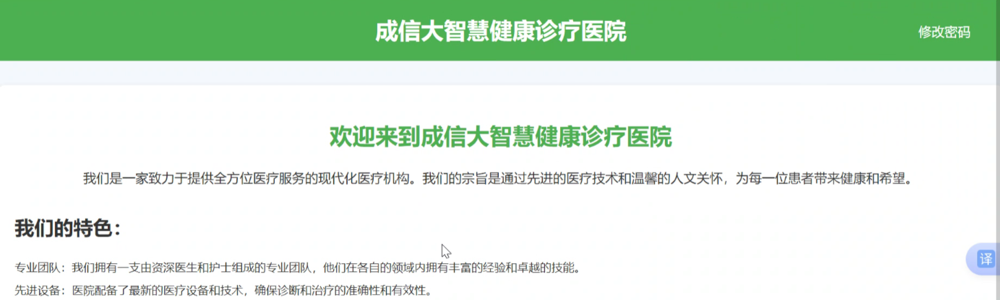 成信大智慧健康诊疗医院
修改密码
欢迎来到成信大智慧健康诊疗医院
我们是一家致力于提供全方位医疗服务的现代化医疗机构。我们的宗旨是通过先进的医疗技术和温馨的人文关怀，为每一位患者带来健康和希望。
我们的特色：
专业团队：我们拥有一支由资深医生和护士组成的专业团队，他们在各自的领域内拥有丰富的经验和卓越的技能。
译
先进设备：医院配备了最新的医疗设备和技术，确保诊断和治疗的准确性和有效性。